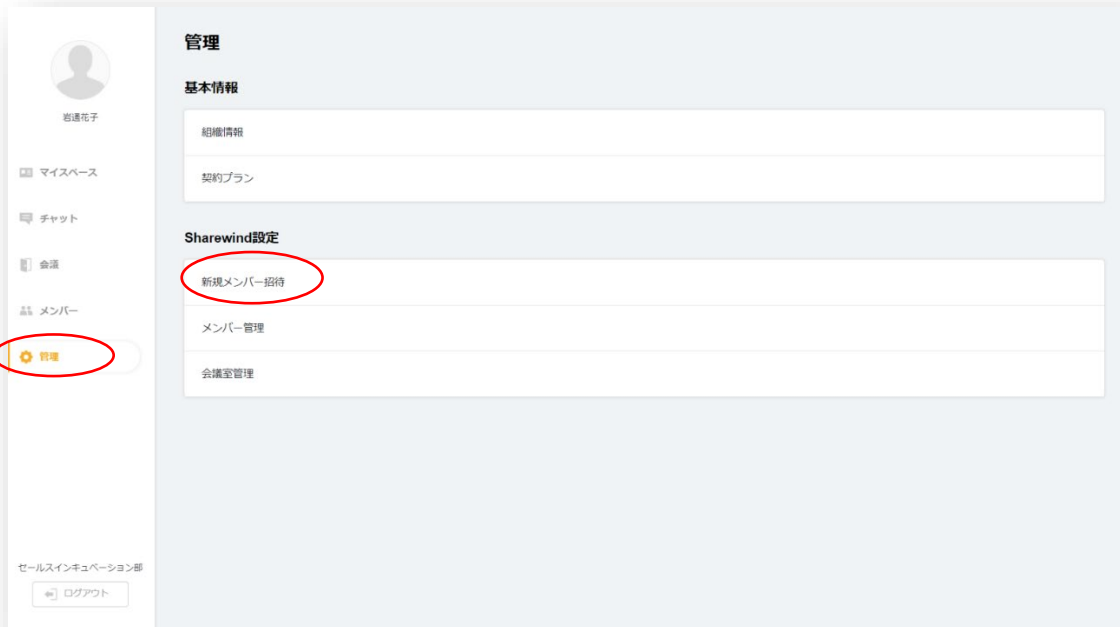 岩通花子
マイスペース
チャット
会議
メンバー
管理
セールスインキュベーション部
ログアウト
管理
基本情報
組織情報
契約プラン
Sharewind設定
新規メンバー招待
メンバー管理
会議室管理